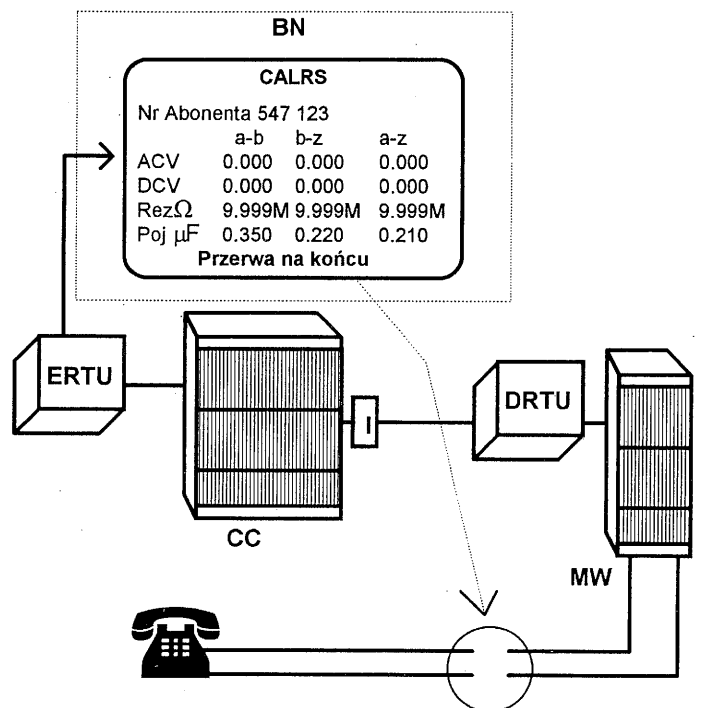 BN
CALRS
Nr Abonenta 547 123
a-b b-z a-z
ACV 0.000 0.000 0.000
DCV 0.000 0.000 0.000
RezΩ 9.999M 9.999M 9.999M
Poj μF 0.350 0.220 0.210
Przerwa na końcu
ERTU
I
DRTU
CC
MW